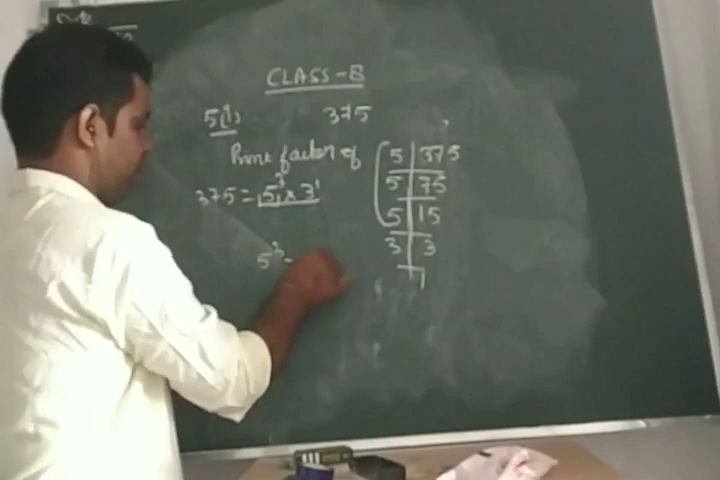 CLASS-8
5(i) 375
Prime factor of
375 = 5³ x 3¹
5³ -
5 | 375
5 | 75
5 | 15
3 | 3
1